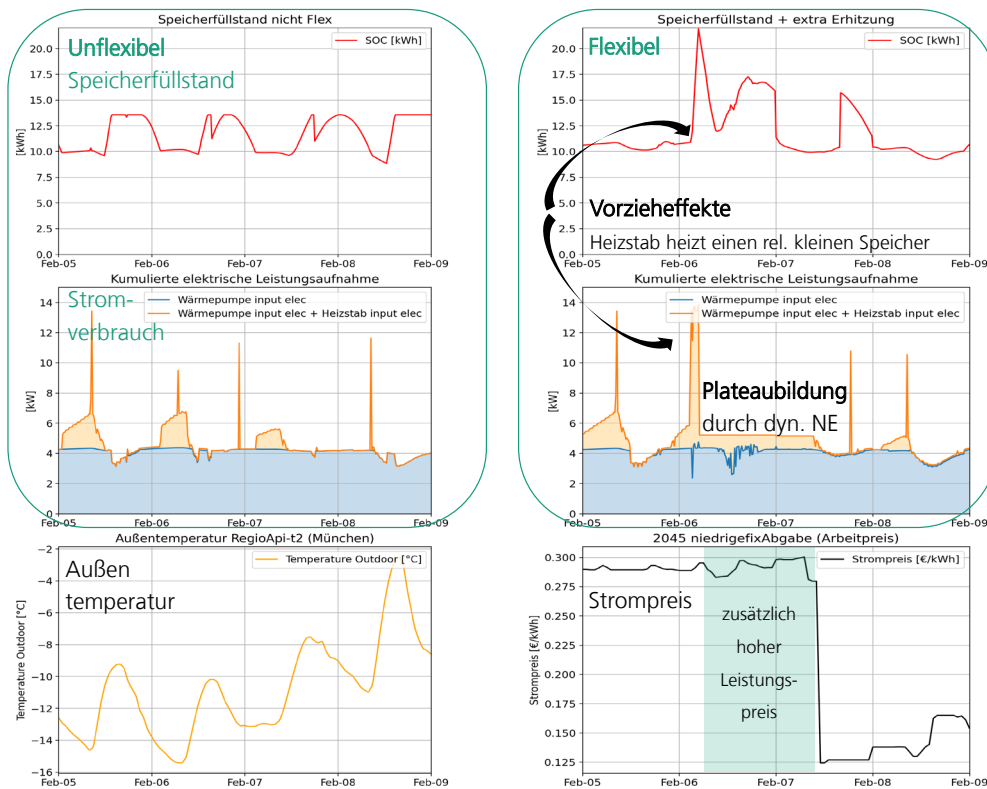 Speicherfüllstand nicht Flex
Unflexibel
Speicherfüllstand
SOC [kWh]
[kWh]
20.0
17.5
15.0
12.5
10.0
7.5
5.0
2.5
0.0
Feb-05 Feb-06 Feb-07 Feb-08 Feb-09
Speicherfüllstand + extra Erhitzung
Flexibel
SOC [kWh]
[kWh]
20.0
17.5
15.0
12.5
10.0
7.5
5.0
2.5
0.0
Vorzieheffekte
Heizstab heizt einen rel. kleinen Speicher
Feb-05 Feb-06 Feb-07 Feb-08 Feb-09
Kumulierte elektrische Leistungsaufnahme
Strom-
verbrauch
Wärmepumpe input elec
Wärmepumpe input elec + Heizstab input elec
[kW]
14
12
10
8
6
4
2
0
Feb-05 Feb-06 Feb-07 Feb-08 Feb-09
Kumulierte elektrische Leistungsaufnahme
Wärmepumpe input elec
Wärmepumpe input elec + Heizstab input elec
[kW]
14
12
10
8
6
4
2
0
Plateaubildung
durch dyn. NE
Feb-05 Feb-06 Feb-07 Feb-08 Feb-09
Außentemperatur RegioApi-t2 (München)
Temperature Outdoor [°C]
Außen
temperatur
Temperature Outdoor [°C]
−2
−4
−6
−8
−10
−12
−14
−16
Feb-05 Feb-06 Feb-07 Feb-08 Feb-09
2045 niedrigefixAbgabe (Arbeitpreis)
Strompreis [€/kWh]
Strompreis
Strompreis [€/kWh]
0.300
0.275
0.250
0.225
0.200
0.175
0.150
0.125
zusätzlich
hoher
Leistungs-
preis
Feb-05 Feb-06 Feb-07 Feb-08 Feb-09